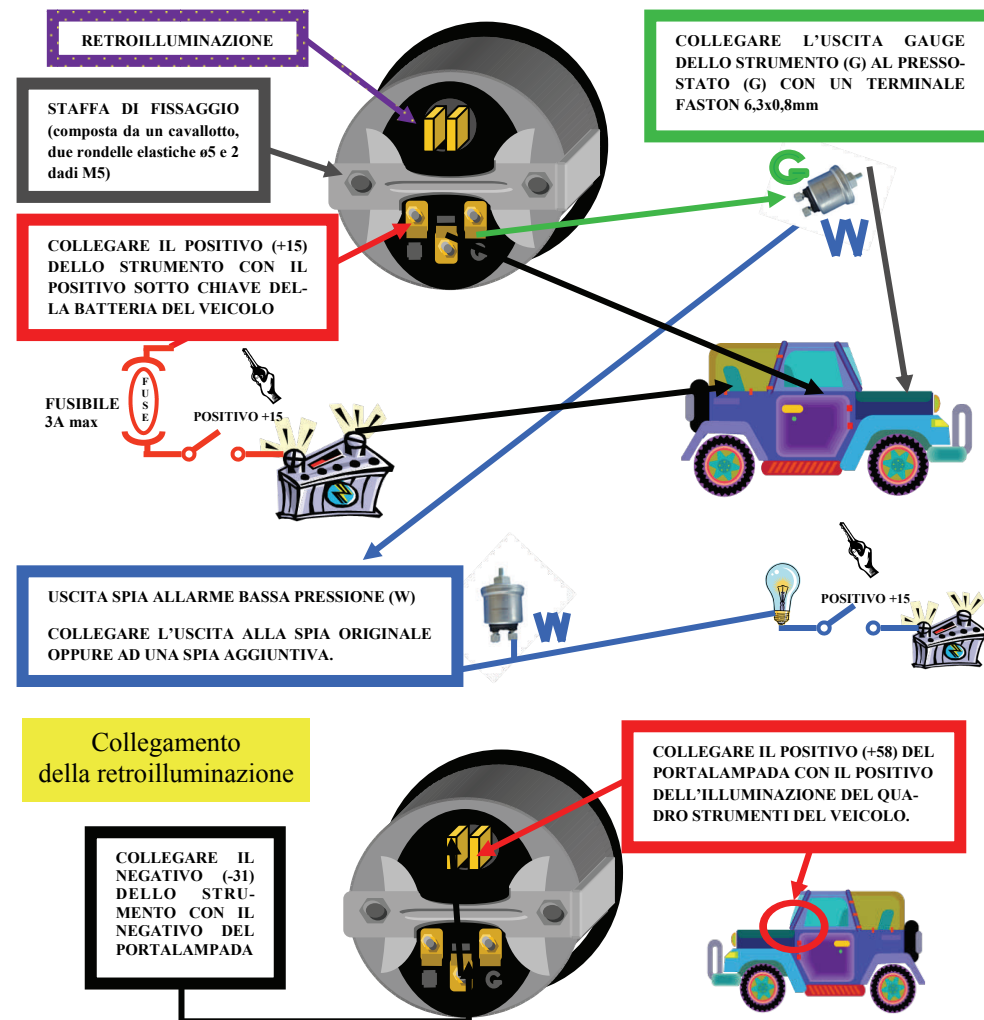 RETROILLUMINAZIONE
COLLEGARE L'USCITA GAUGE
DELLO STRUMENTO (G) AL PRESSO-
STATO (G) CON UN TERMINALE
FASTON 6,3x0,8mm
STAFFA DI FISSAGGIO
(composta da un cavallotto,
due rondelle elastiche ø5 e 2
dadi M5)
G
W
G
COLLEGARE IL POSITIVO (+15)
DELLO STRUMENTO CON IL
POSITIVO SOTTO CHIAVE DEL-
LA BATTERIA DEL VEICOLO
FUSE
FUSIBILE
3A max
POSITIVO +15
USCITA SPIA ALLARME BASSA PRESSIONE (W)
COLLEGARE L'USCITA ALLA SPIA ORIGINALE
OPPURE AD UNA SPIA AGGIUNTIVA.
W
POSITIVO +15
Collegamento
della retroilluminazione
COLLEGARE IL POSITIVO (+58) DEL
PORTALAMPADA CON IL POSITIVO
DELL'ILLUMINAZIONE DEL QUA-
DRO STRUMENTI DEL VEICOLO.
COLLEGARE IL
NEGATIVO (-31)
DELLO STRU-
MENTO CON IL
NEGATIVO DEL
PORTALAMPADA
G